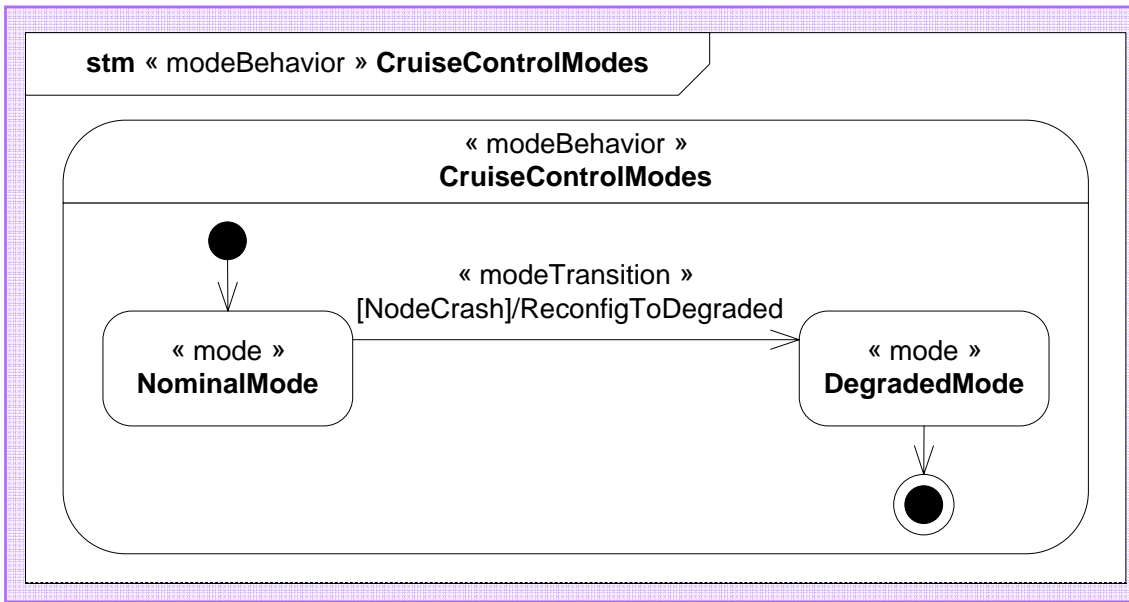 stm « modeBehavior » CruiseControlModes
« modeBehavior »
CruiseControlModes
« modeTransition »
[NodeCrash]/ReconfigToDegraded
« mode »
NominalMode
« mode »
DegradedMode